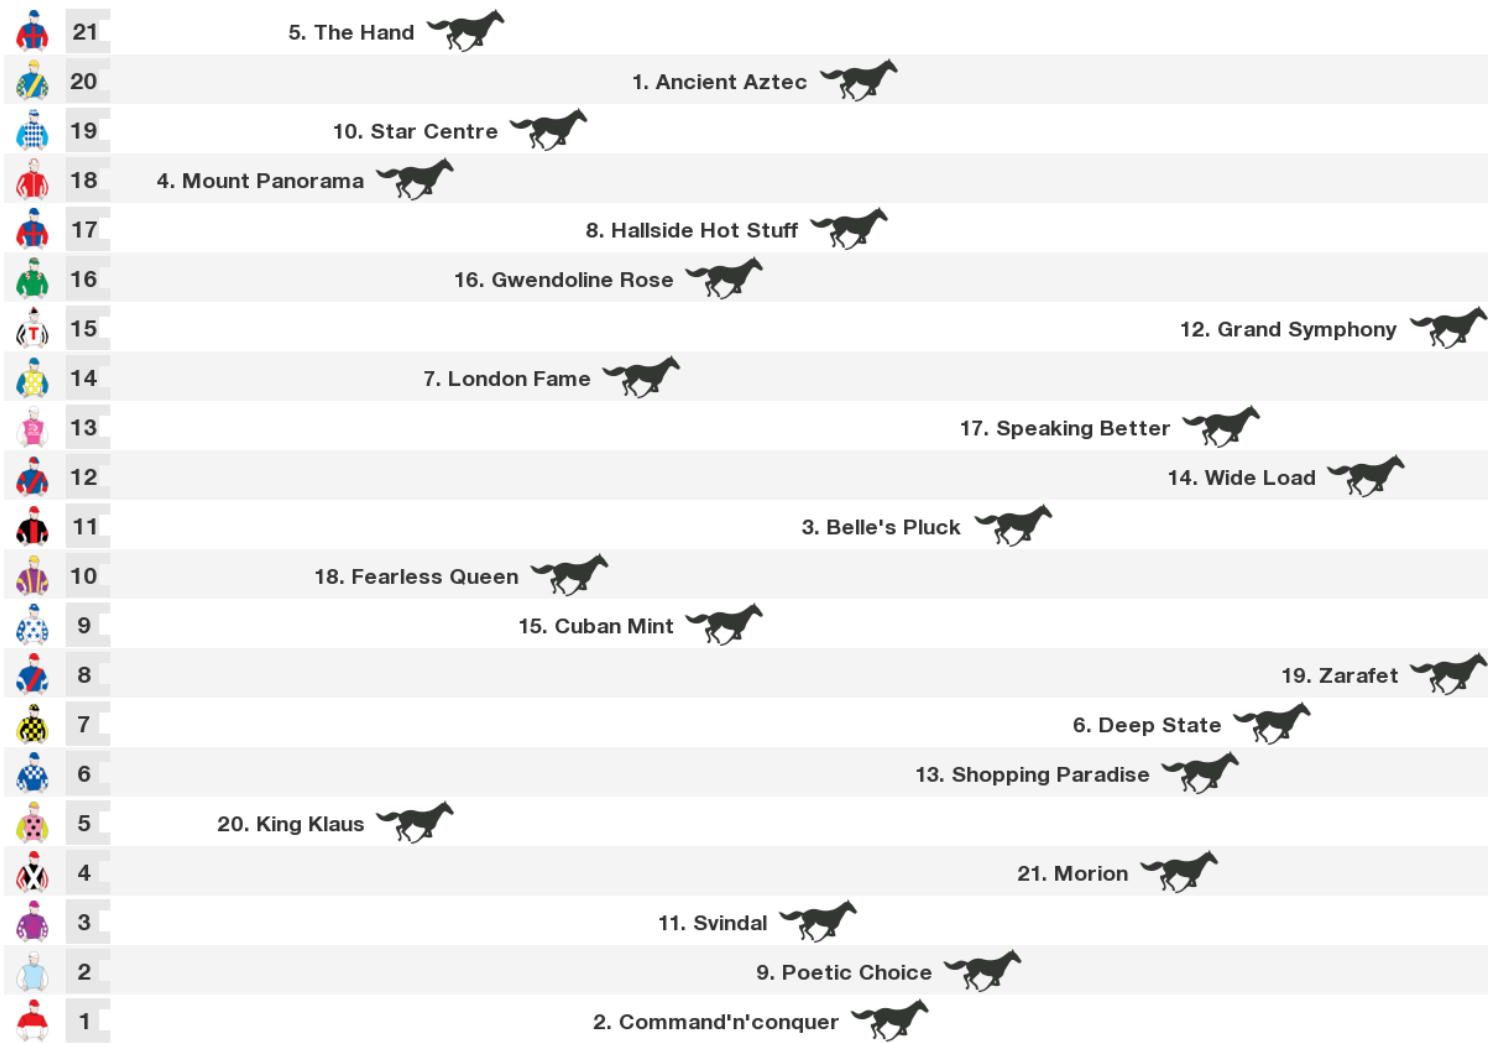 21 5. The Hand
20 1. Ancient Aztec
19 10. Star Centre
18 4. Mount Panorama
17 8. Hallside Hot Stuff
16 16. Gwendoline Rose
15 12. Grand Symphony
T
14 7. London Fame
13 17. Speaking Better
12 14. Wide Load
11 3. Belle's Pluck
10 18. Fearless Queen
9 15. Cuban Mint
8 19. Zarafet
7 6. Deep State
6 13. Shopping Paradise
5 20. King Klaus
4 21. Morion
3 11. Svindal
2 9. Poetic Choice
1 2. Command'n'conquer